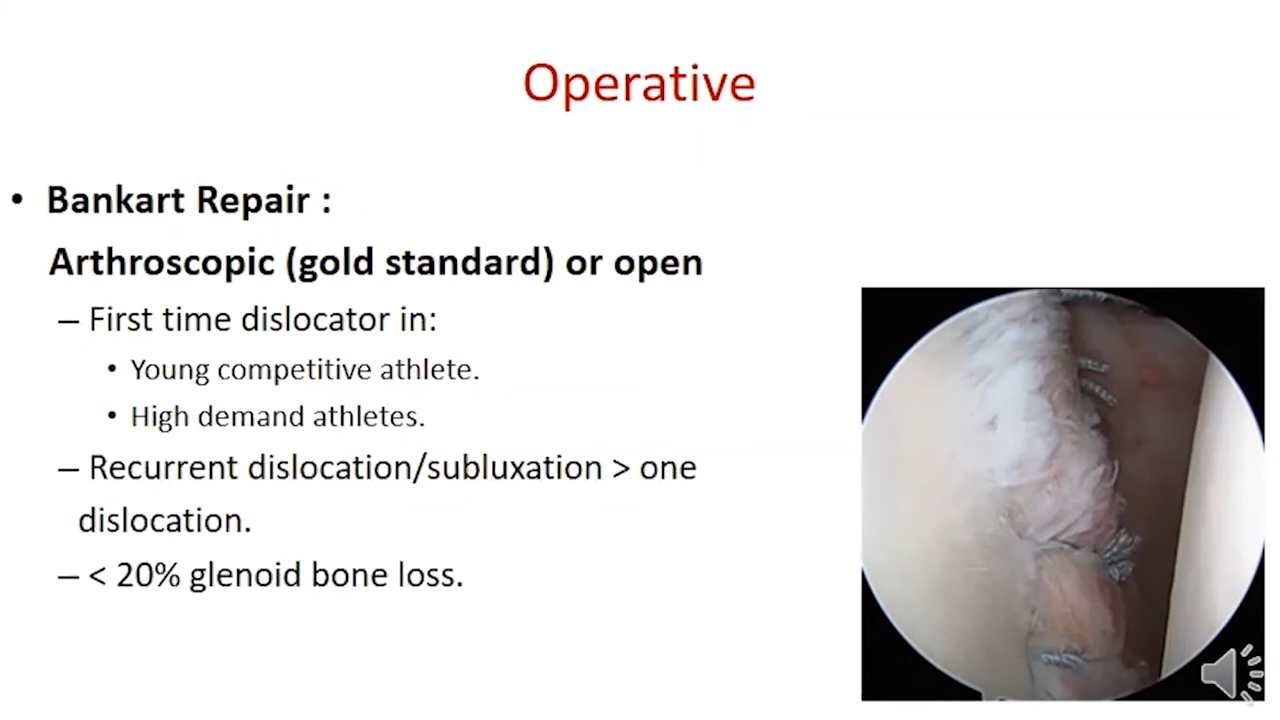 Operative
• Bankart Repair :
Arthroscopic (gold standard) or open
– First time dislocator in:
• Young competitive athlete.
• High demand athletes.
– Recurrent dislocation/subluxation > one
dislocation.
– < 20% glenoid bone loss.